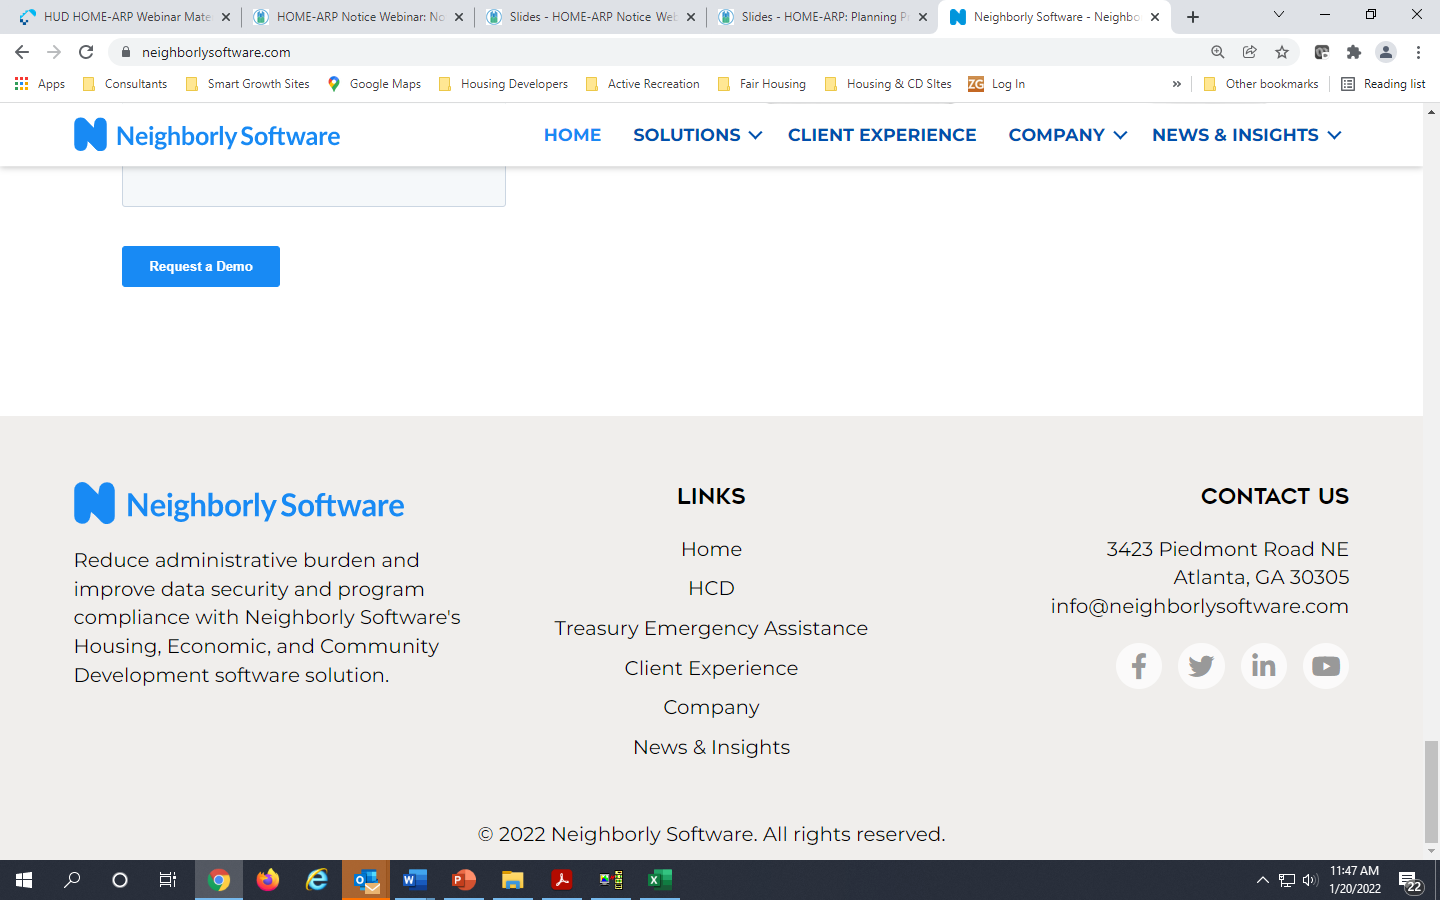 HUD HOME-ARP Webinar Mate
HOME-ARP Notice Webinar: No
Slides - HOME-ARP Notice Web
Slides - HOME-ARP: Planning P
Neighborly Software - Neighbo
neighborlysoftware.com
Apps
Consultants
Smart Growth Sites
Google Maps
Housing Developers
Active Recreation
Fair Housing
Housing & CD SItes
ZG Log In
»
Other bookmarks
Reading list
Neighborly Software
HOME
SOLUTIONS
CLIENT EXPERIENCE
COMPANY
NEWS & INSIGHTS
Request a Demo
Neighborly Software
Reduce administrative burden and
improve data security and program
compliance with Neighborly Software's
Housing, Economic, and Community
Development software solution.
LINKS
Home
HCD
Treasury Emergency Assistance
Client Experience
Company
News & Insights
CONTACT US
3423 Piedmont Road NE
Atlanta, GA 30305
info@neighborlysoftware.com
© 2022 Neighborly Software. All rights reserved.
11:47 AM
1/20/2022
22